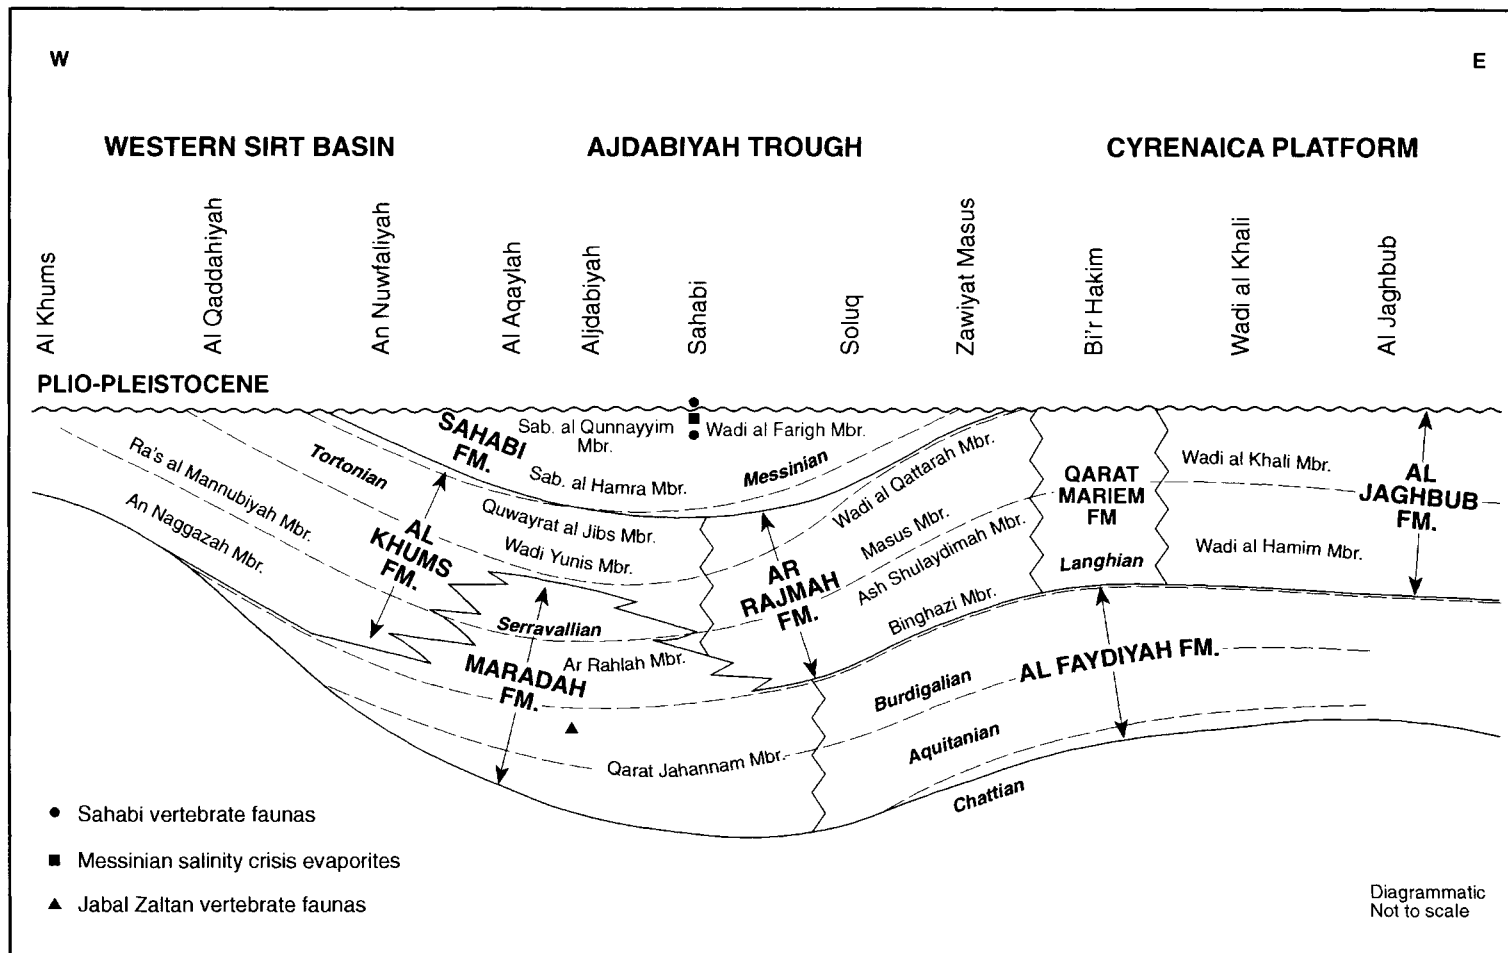 W
E
WESTERN SIRT BASIN
AJDABIYAH TROUGH
CYRENAICA PLATFORM
Al Khums
Al Qaddahiyah
An Nuwfaliyah
Al Aqaylah
Aljdabiyah
Sahabi
Soluq
Zawiyat Masus
Bi'r Hakim
Wadi al Khali
Al Jaghbub
PLIO-PLEISTOCENE
SAHABI
FM.
Sab. al Qunnayyim
Mbr.
Wadi al Farigh Mbr.
Sab. al Hamra Mbr.
Messinian
Tortonian
Ra's al Mannubiyah Mbr.
An Naggazah Mbr.
AL
KHUMS
FM.
Quwayrat al Jibs Mbr.
Wadi Yunis Mbr.
Serravallian
Ar Rahlah Mbr.
MARADAH
FM.
Qarat Jahannam Mbr.
AR
RAJMAH
FM.
Wadi al Qattarah Mbr.
Masus Mbr.
Ash Shulaydimah Mbr.
Binghazi Mbr.
QARAT
MARIEM
FM
Langhian
Wadi al Khali Mbr.
Wadi al Hamim Mbr.
AL
JAGHBUB
FM.
AL FAYDIYAH FM.
Burdigalian
Aquitanian
Chattian
Sahabi vertebrate faunas
Messinian salinity crisis evaporites
Jabal Zaltan vertebrate faunas
Diagrammatic
Not to scale